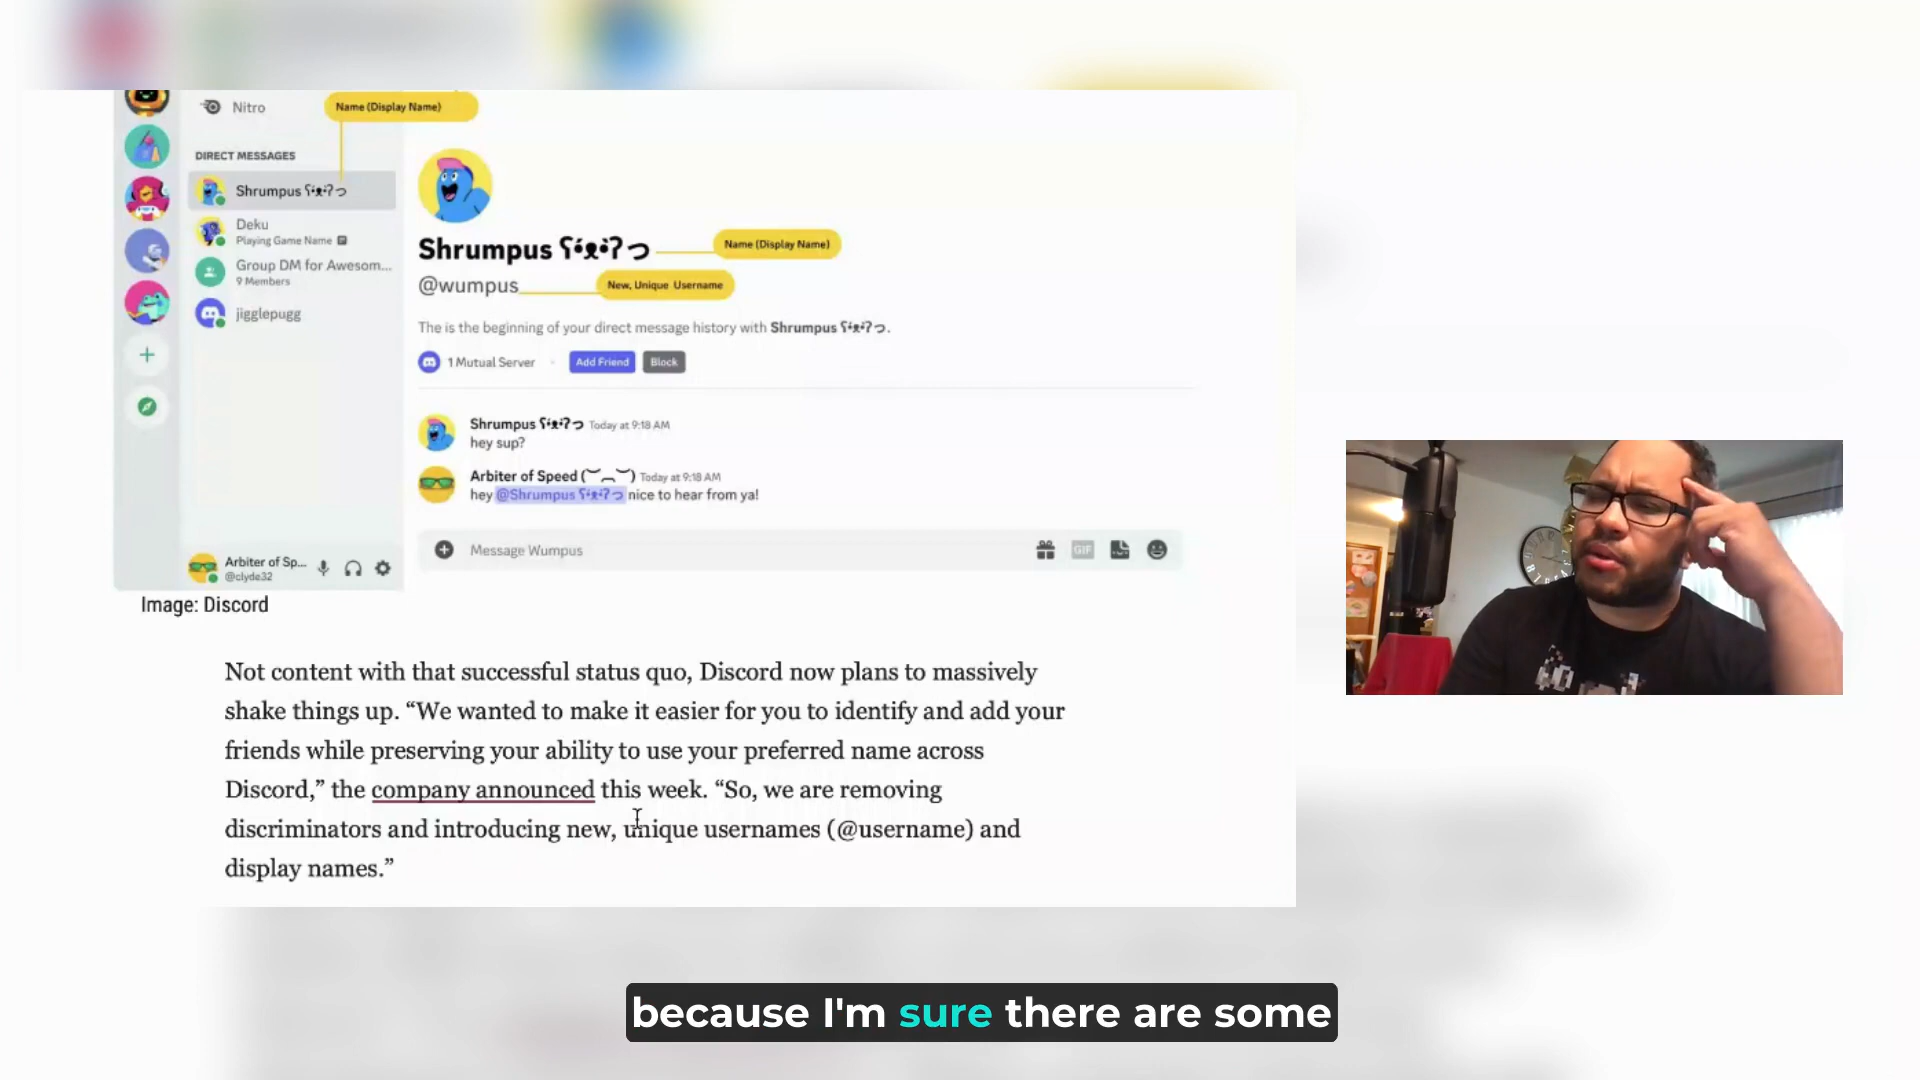 Nitro
Name (Display Name)
DIRECT MESSAGES
Shrumpus ʕ•ᴥ•ʔっ
Deku
Playing Game Name
Group DM for Awesom...
9 Members
jigglepugg
Arbiter of Sp...
@clyde32
Shrumpus ʕ•ᴥ•ʔっ
Name (Display Name)
@wumpus
New, Unique Username
The is the beginning of your direct message history with Shrumpus ʕ•ᴥ•ʔっ.
1 Mutual Server
Add Friend
Block
Shrumpus ʕ•ᴥ•ʔっ Today at 9:18 AM
hey sup?
Arbiter of Speed (︶︹︶) Today at 9:18 AM
hey @Shrumpus ʕ•ᴥ•ʔっ nice to hear from ya!
Message Wumpus
GIF
Image: Discord
Not content with that successful status quo, Discord now plans to massively
shake things up. “We wanted to make it easier for you to identify and add your
friends while preserving your ability to use your preferred name across
Discord,” the company announced this week. “So, we are removing
discriminators and introducing new, unique usernames (@username) and
display names.”
because I'm sure there are some